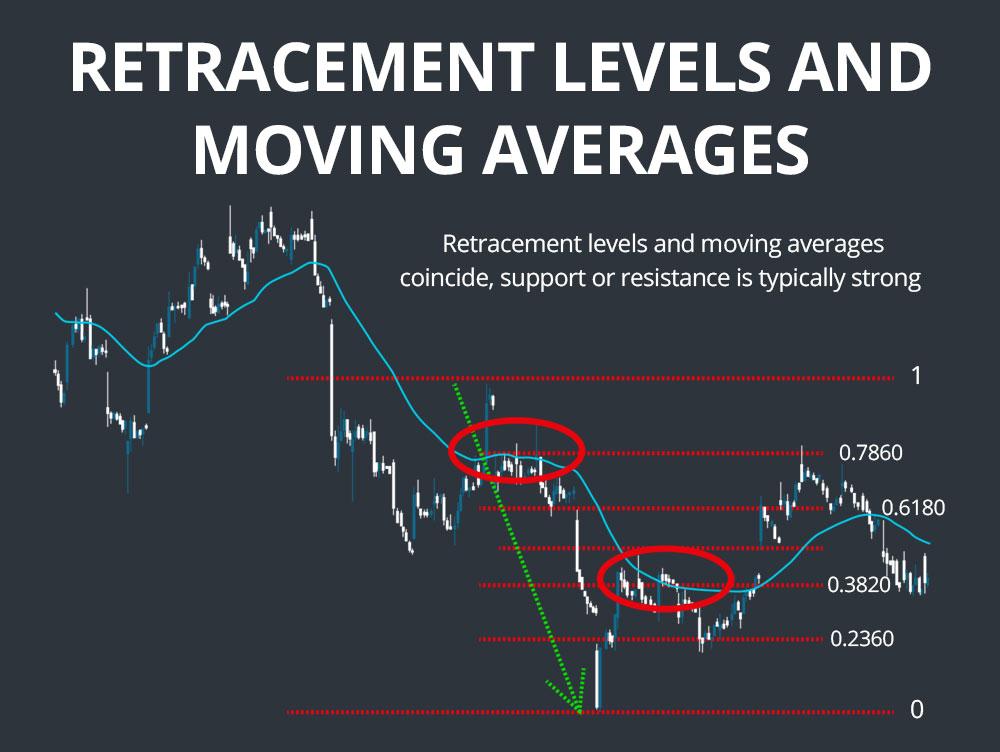 RETRACEMENT LEVELS AND
MOVING AVERAGES
Retracement levels and moving averages
coincide, support or resistance is typically strong
1
0.7860
0.6180
0.3820
0.2360
0